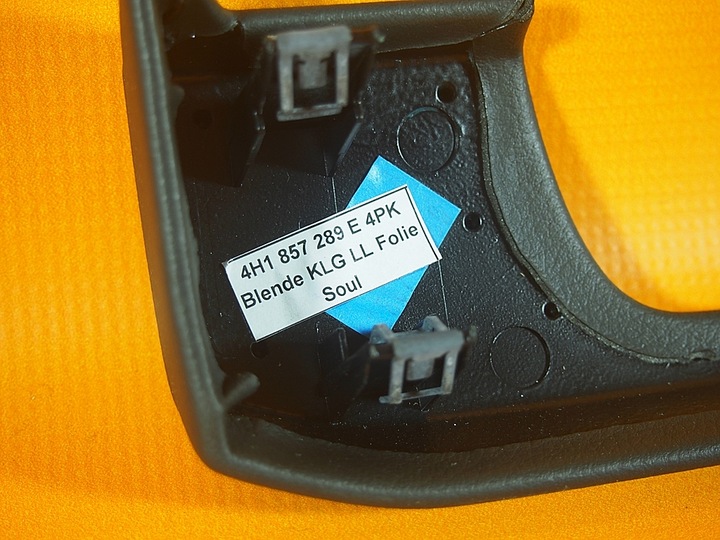 4H1 857 289 E 4PK
Blende KLG LL Folie
Soul